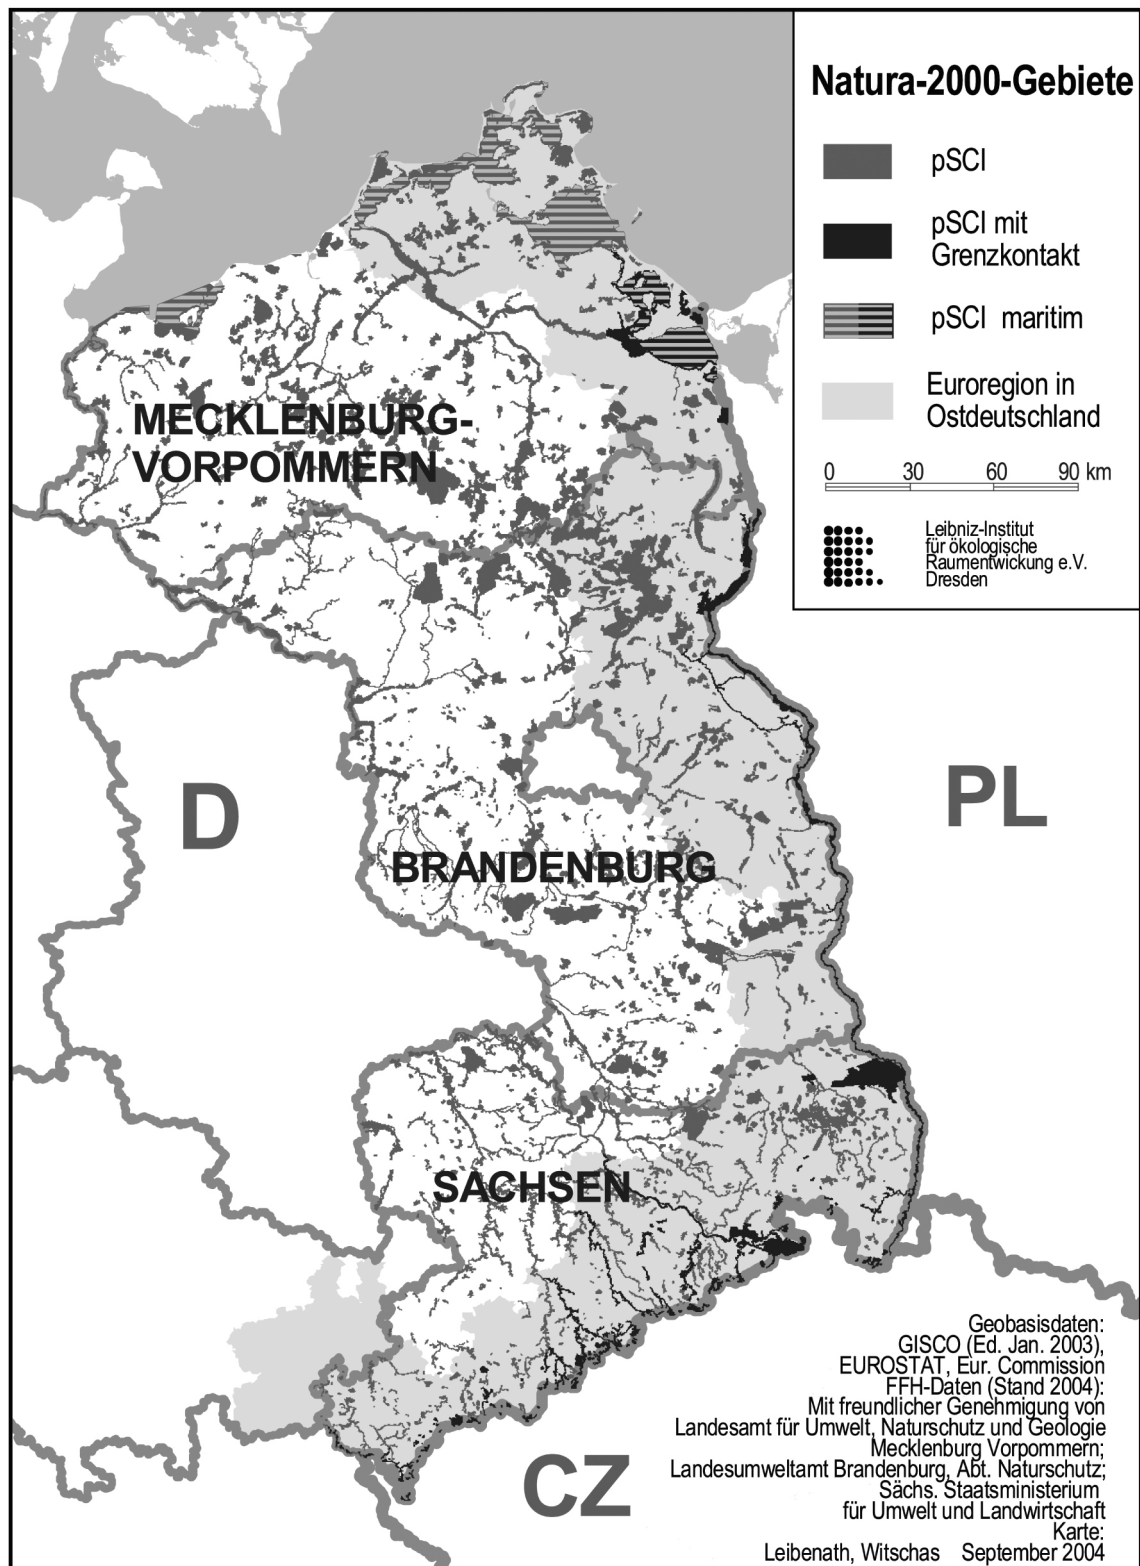 Natura-2000-Gebiete
pSCI
pSCI mit
Grenzkontakt
pSCI maritim
Euroregion in
Ostdeutschland
0 30 60 90 km
Leibniz-Institut
für ökologische
Raumentwickung e.V.
Dresden
MECKLENBURG-
VORPOMMERN
D
PL
BRANDENBURG
SACHSEN
CZ
Geobasisdaten:
GISCO (Ed. Jan. 2003),
EUROSTAT, Eur. Commission
FFH-Daten (Stand 2004):
Mit freundlicher Genehmigung von
Landesamt für Umwelt, Naturschutz und Geologie
Mecklenburg Vorpommern;
Landesumweltamt Brandenburg, Abt. Naturschutz;
Sächs. Staatsministerium
für Umwelt und Landwirtschaft
Karte:
Leibenath, Witschas September 2004